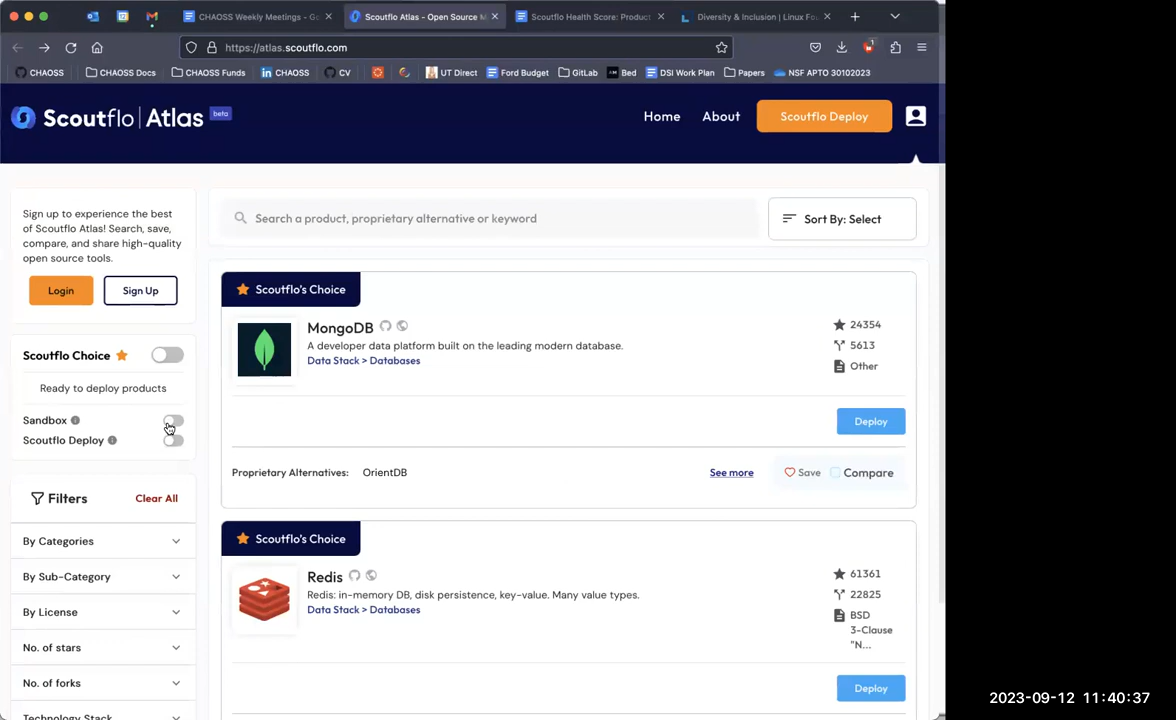 CHAOSS Weekly Meetings - Go
Scoutflo Atlas - Open Source M
Scoutflo Health Score: Product
Diversity & Inclusion | Linux Fou
https://atlas.scoutflo.com
1
CHAOSS
CHAOSS Docs
CHAOSS Funds
CHAOSS
CV
UT Direct
Ford Budget
GitLab
Bed
DSI Work Plan
Papers
NSF APTO 30102023
Scoutflo | Atlas beta
Home
About
Scoutflo Deploy
Sign up to experience the best
of Scoutflo Atlas! Search, save,
compare, and share high-quality
open source tools.
Login
Sign Up
Scoutflo Choice
Ready to deploy products
Sandbox
Scoutflo Deploy
Filters
Clear All
By Categories
By Sub-Category
By License
No. of stars
No. of forks
Technology Stack
Search a product, proprietary alternative or keyword
Sort By: Select
Scoutflo's Choice
MongoDB
A developer data platform built on the leading modern database.
Data Stack > Databases
24354
5613
Other
Deploy
Proprietary Alternatives: OrientDB
See more
Save
Compare
Scoutflo's Choice
Redis
Redis: in-memory DB, disk persistence, key-value. Many value types.
Data Stack > Databases
61361
22825
BSD
3-Clause
"N...
Deploy
2023-09-12 11:40:37